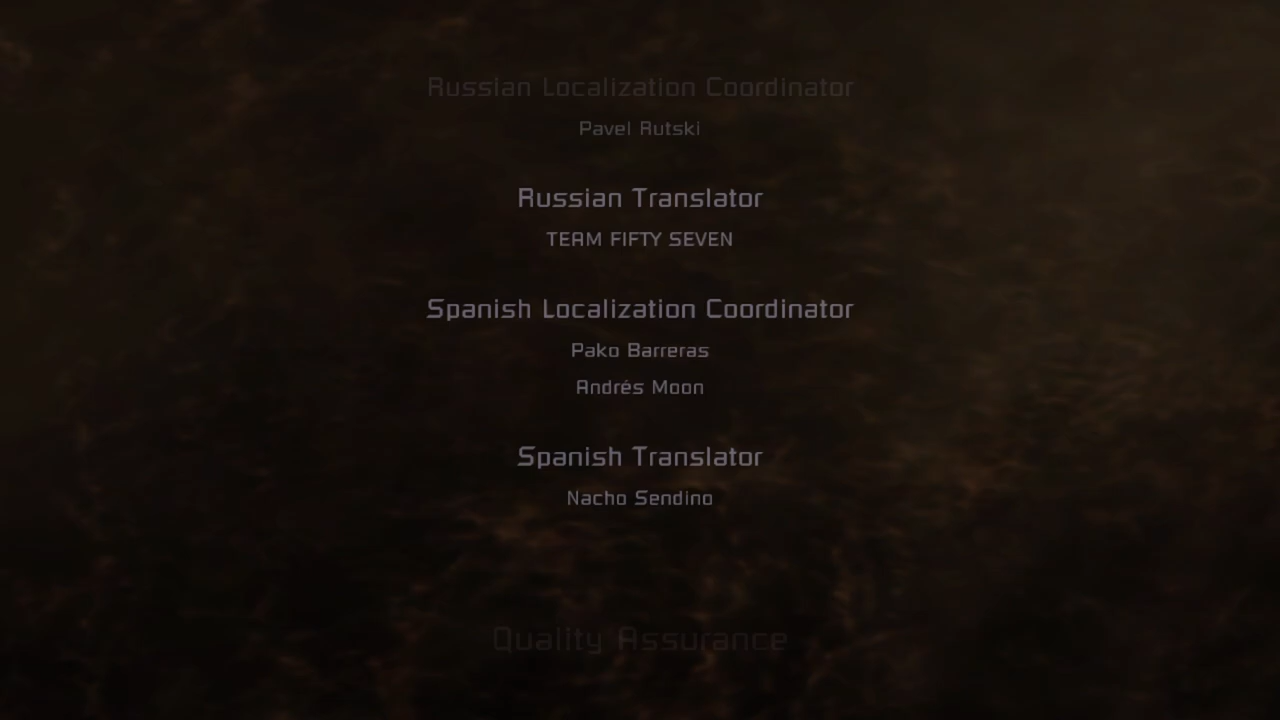 Russian Localization Coordinator
Pavel Rutski
Russian Translator
TEAM FIFTY SEVEN
Spanish Localization Coordinator
Pako Barreras
Andrés Moon
Spanish Translator
Nacho Sendino
Quality Assurance